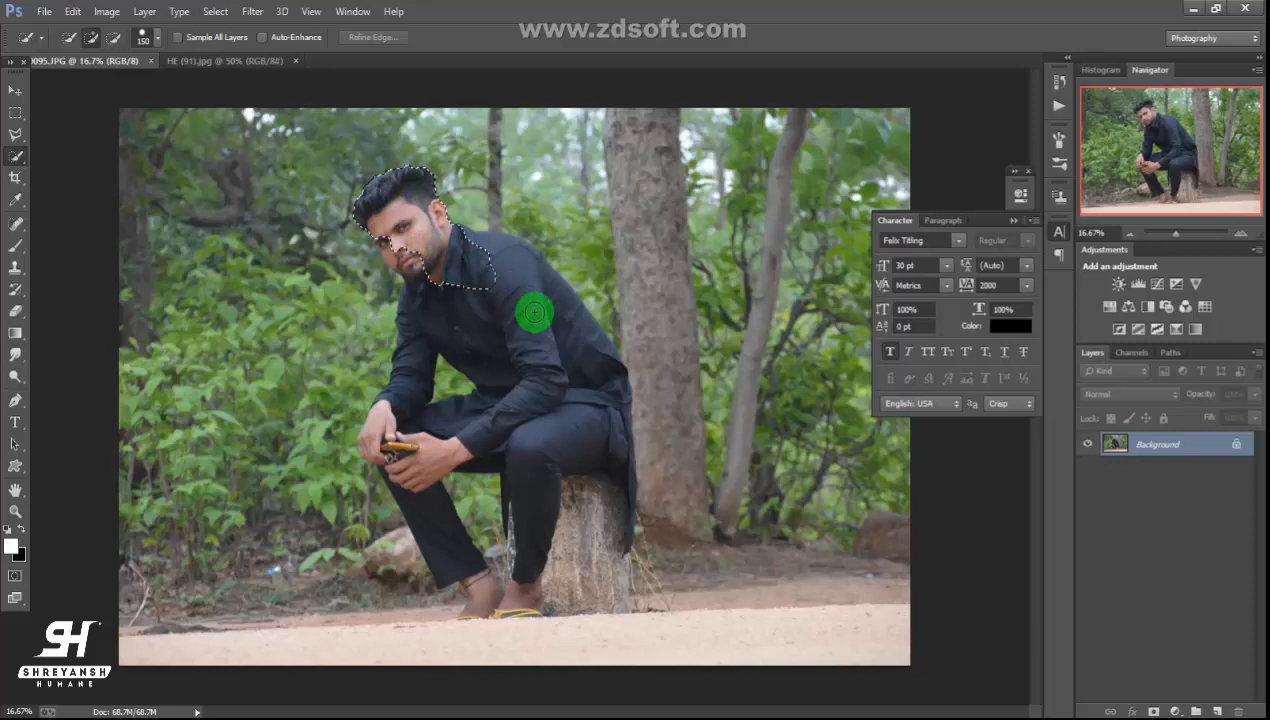 Ps File Edit Image Layer Type Select Filter 3D View Window Help
www.zdsoft.com
150 Sample All Layers Auto-Enhance Refine Edge... Photography
0095.JPG @ 16.7% (RGB/8) × HE (91).jpg @ 50% (RGB/8#) ×
Histogram Navigator
Character Paragraph
Felix Titling Regular
30 pt (Auto)
Metrics 2000
100% 100%
0 pt Color:
English: USA Crisp
16.67%
Adjustments
Add an adjustment
Layers Channels Paths
Kind
Normal Opacity:
Lock: Fill:
Background
SH
SHREYANSH
HUMANE
16.67% Doc: 68.7M/68.7M